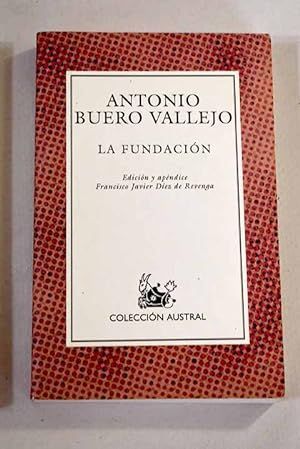 ANTONIO
BUERO VALLEJO
LA FUNDACIÓN
Edición y apéndice
Francisco Javier Díez de Revenga
COLECCIÓN AUSTRAL